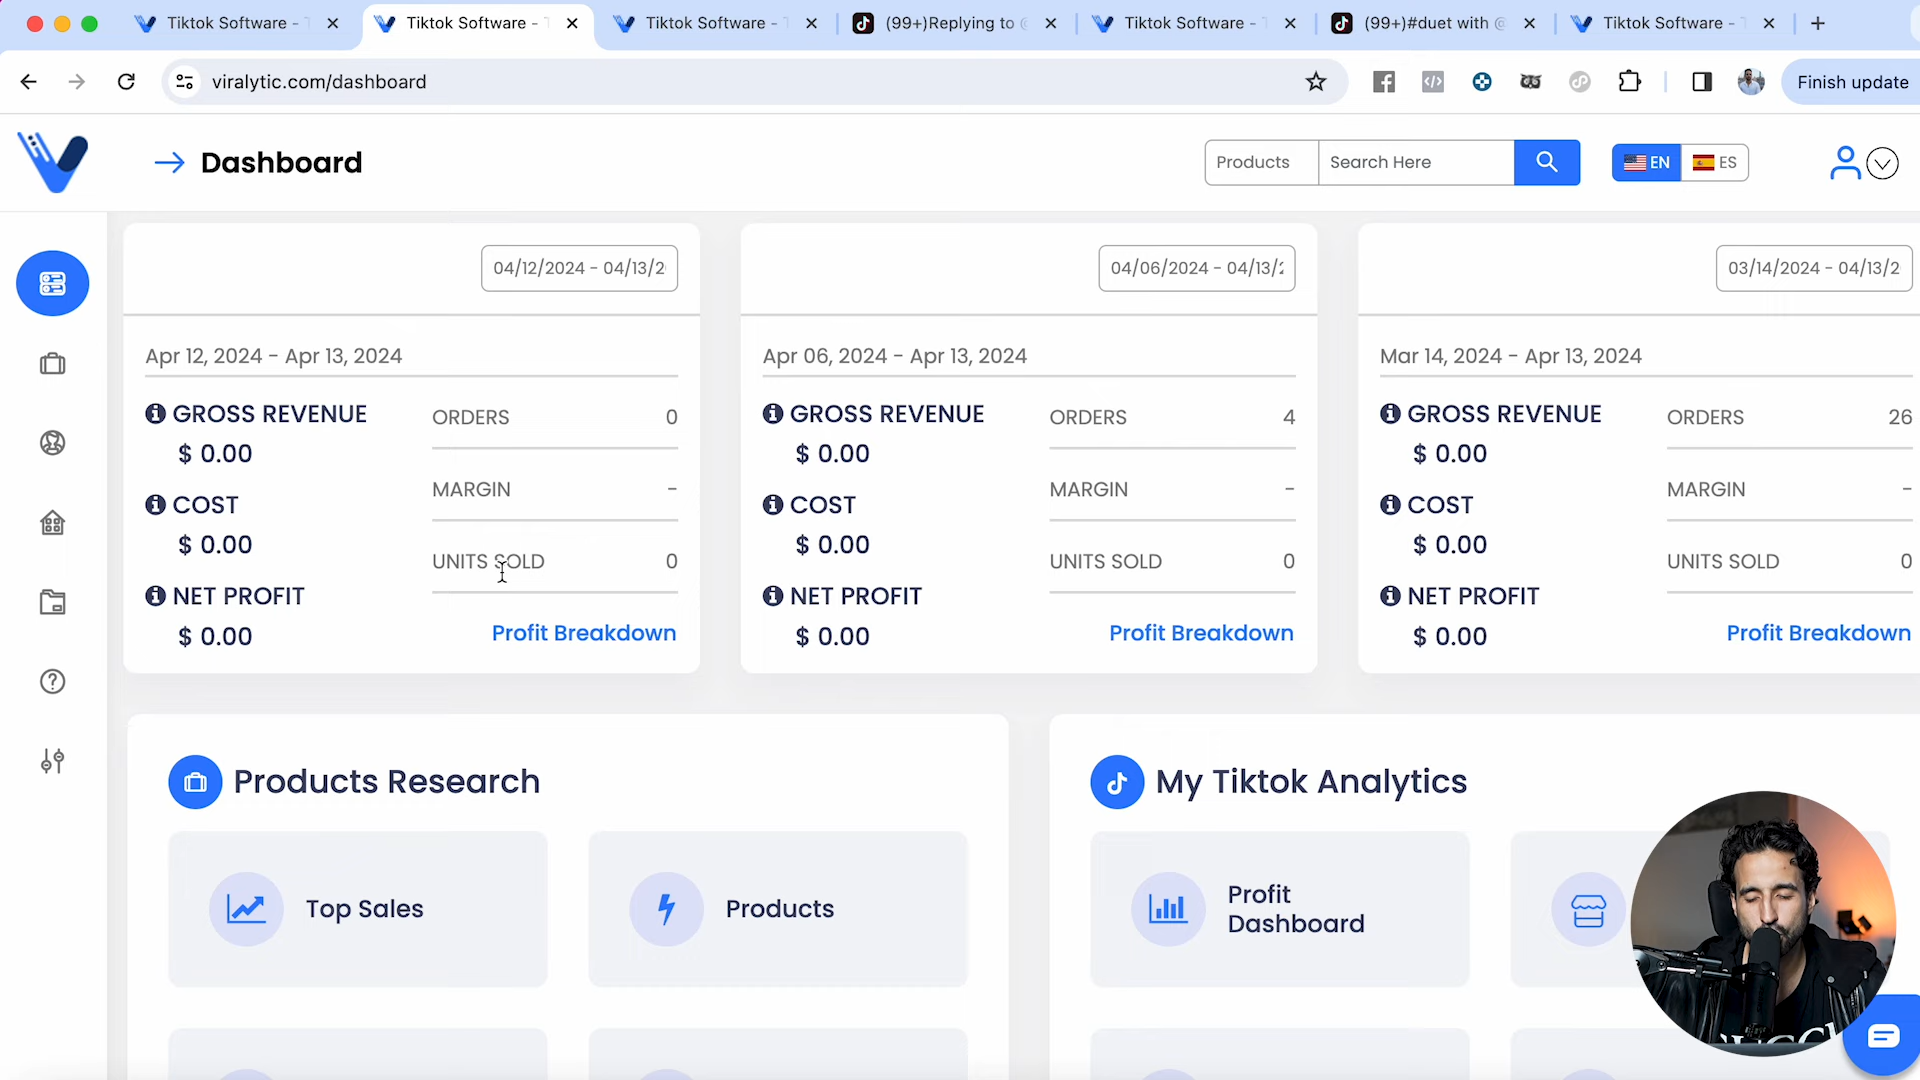 Tiktok Software -
Tiktok Software -
Tiktok Software -
(99+)Replying to @
Tiktok Software -
(99+)#duet with @
Tiktok Software -
viralytic.com/dashboard
Finish update
Dashboard
Products
Search Here
EN
ES
04/12/2024 - 04/13/2
Apr 12, 2024 - Apr 13, 2024
GROSS REVENUE
$ 0.00
COST
$ 0.00
NET PROFIT
$ 0.00
ORDERS 0
MARGIN -
UNITS SOLD 0
Profit Breakdown
04/06/2024 - 04/13/2
Apr 06, 2024 - Apr 13, 2024
GROSS REVENUE
$ 0.00
COST
$ 0.00
NET PROFIT
$ 0.00
ORDERS 4
MARGIN -
UNITS SOLD 0
Profit Breakdown
03/14/2024 - 04/13/2
Mar 14, 2024 - Apr 13, 2024
GROSS REVENUE
$ 0.00
COST
$ 0.00
NET PROFIT
$ 0.00
ORDERS 26
MARGIN -
UNITS SOLD 0
Profit Breakdown
Products Research
Top Sales
Products
My Tiktok Analytics
Profit
Dashboard